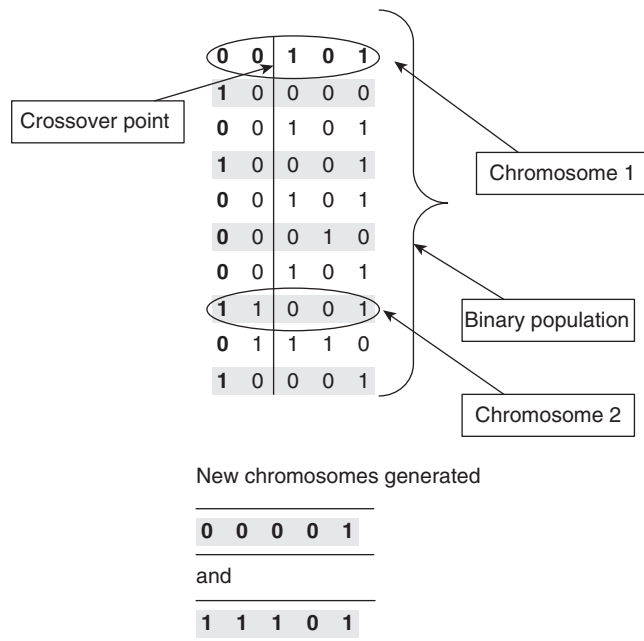 0 0 1 0 1
1 0 0 0 0
Crossover point
0 0 1 0 1
1 0 0 0 1
Chromosome 1
0 0 1 0 1
0 0 0 1 0
0 0 1 0 1
1 1 0 0 1
Binary population
0 1 1 1 0
1 0 0 0 1
Chromosome 2
New chromosomes generated
0 0 0 0 1
and
1 1 1 0 1